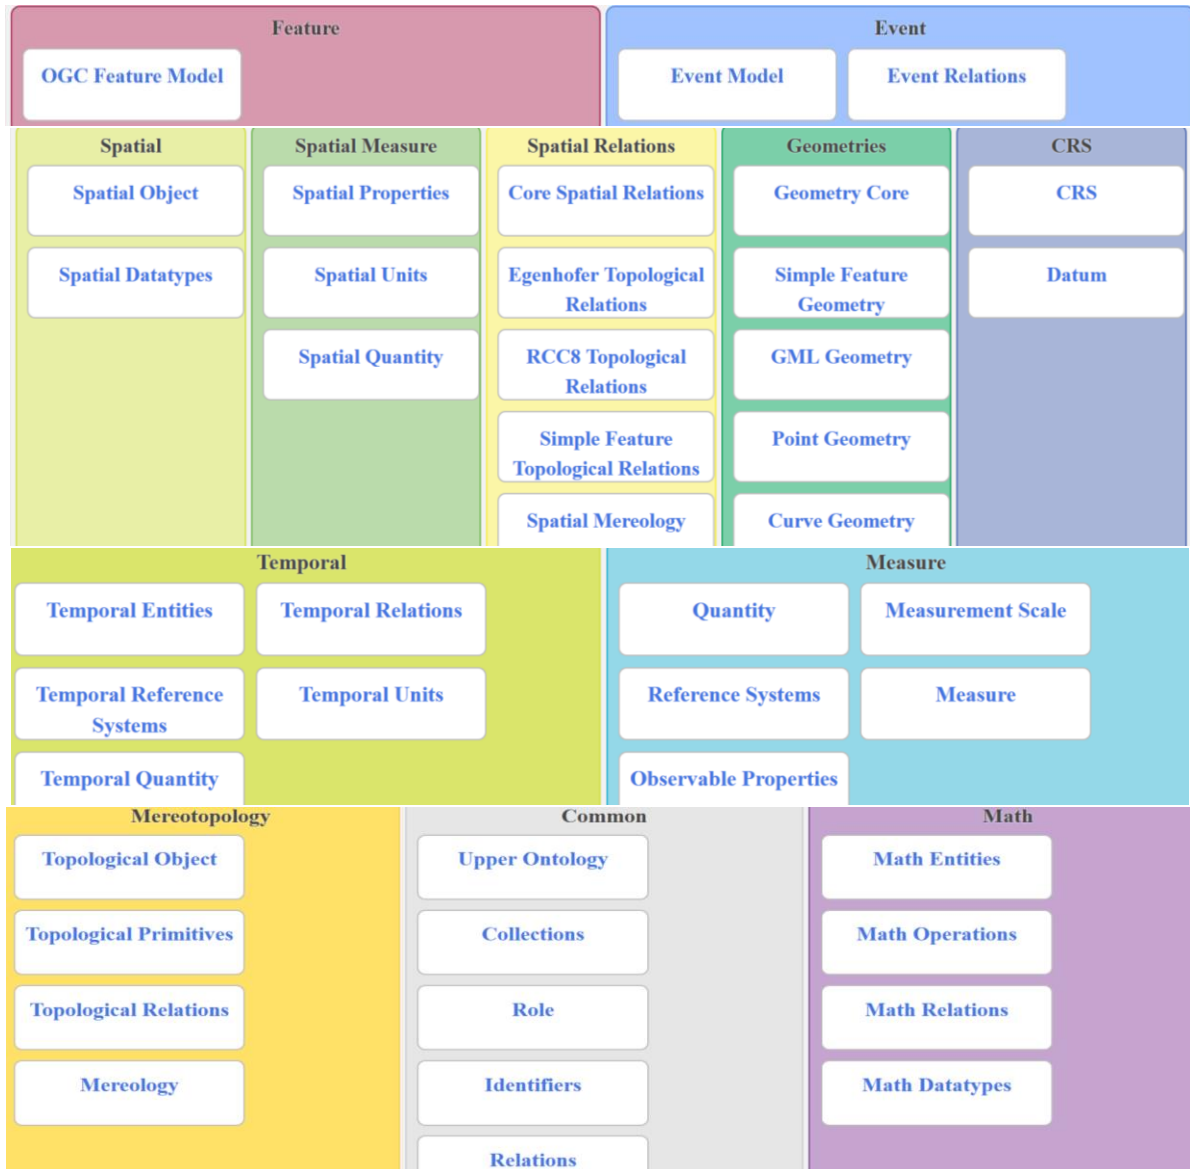 Feature
OGC Feature Model
Event
Event Model
Event Relations
Spatial
Spatial Object
Spatial Datatypes
Spatial Measure
Spatial Properties
Spatial Units
Spatial Quantity
Spatial Relations
Core Spatial Relations
Egenhofer Topological
Relations
RCC8 Topological
Relations
Simple Feature
Topological Relations
Spatial Mereology
Geometries
Geometry Core
Simple Feature
Geometry
GML Geometry
Point Geometry
Curve Geometry
CRS
CRS
Datum
Temporal
Temporal Entities
Temporal Relations
Temporal Reference
Systems
Temporal Units
Temporal Quantity
Measure
Quantity
Measurement Scale
Reference Systems
Measure
Observable Properties
Mereotopology
Topological Object
Topological Primitives
Topological Relations
Mereology
Common
Upper Ontology
Collections
Role
Identifiers
Relations
Math
Math Entities
Math Operations
Math Relations
Math Datatypes